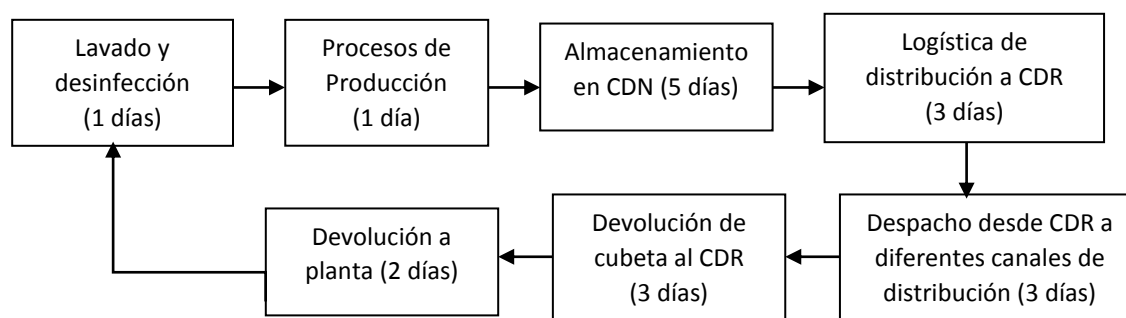 Lavado y
desinfección
(1 días)
Procesos de
Producción
(1 día)
Almacenamiento
en CDN (5 días)
Logística de
distribución a CDR
(3 días)
Despacho desde CDR a
diferentes canales de
distribución (3 días)
Devolución de
cubeta al CDR
(3 días)
Devolución a
planta (2 días)